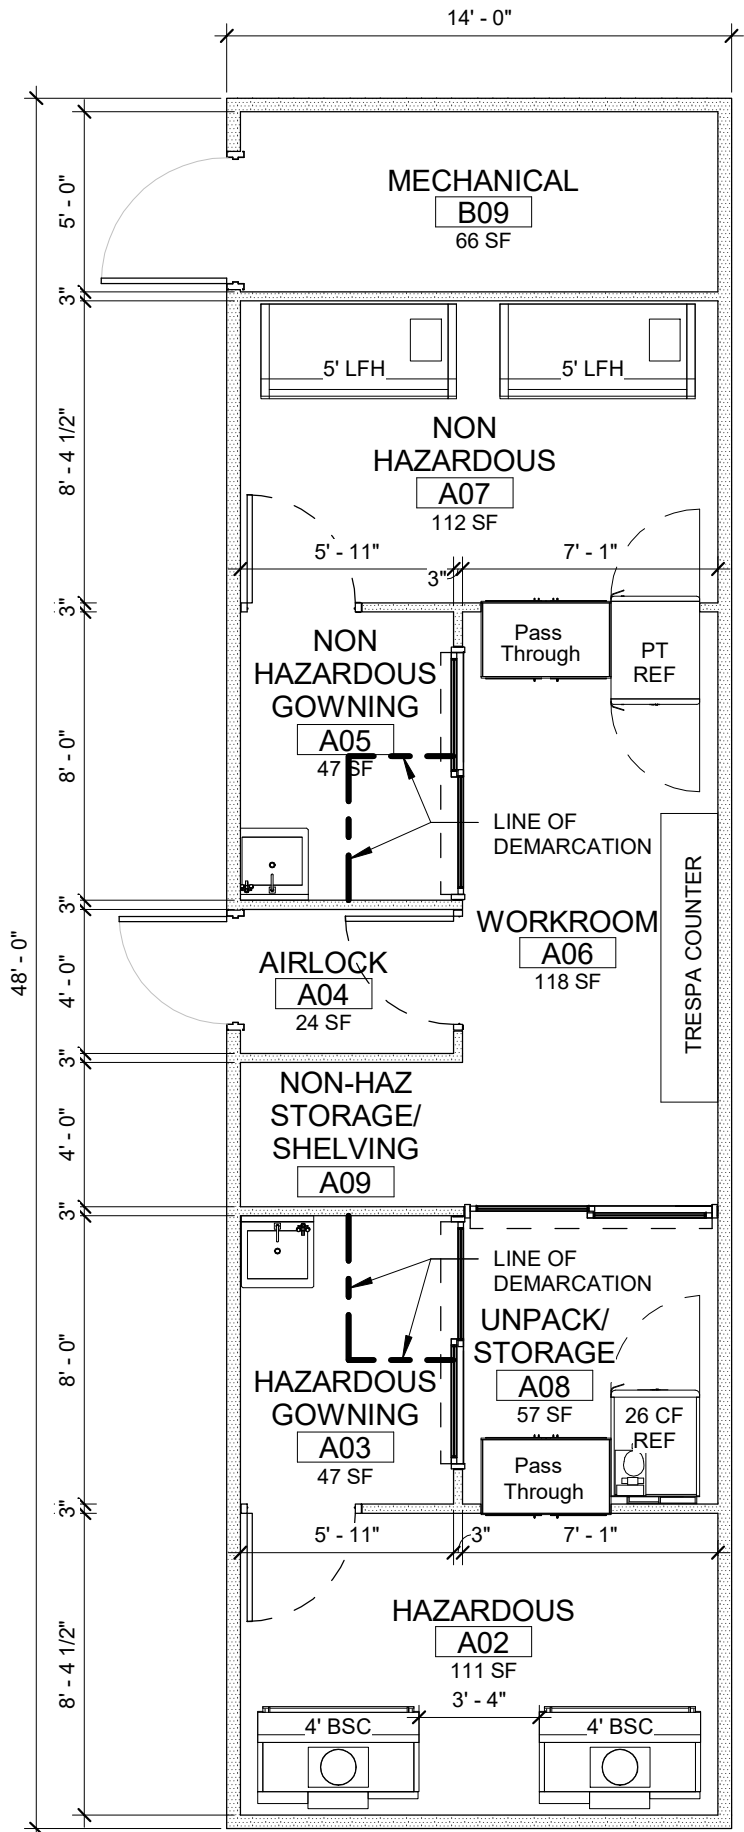 14' - 0"
5' - 0"
MECHANICAL
B09
66 SF
3"
5' LFH
5' LFH
8' - 4 1/2"
NON
HAZARDOUS
A07
112 SF
5' - 11"
3"
7' - 1"
3"
Pass
Through
PT
REF
NON
HAZARDOUS
GOWNING
A05
47 SF
8' - 0"
LINE OF
DEMARCATION
3"
WORKROOM
A06
118 SF
TRESPA COUNTER
48' - 0"
4' - 0"
AIRLOCK
A04
24 SF
3"
4' - 0"
NON-HAZ
STORAGE/
SHELVING
A09
3"
LINE OF
DEMARCATION
8' - 0"
UNPACK/
STORAGE
A08
57 SF
HAZARDOUS
GOWNING
A03
47 SF
26 CF
REF
Pass
Through
3"
5' - 11"
3"
7' - 1"
8' - 4 1/2"
HAZARDOUS
A02
111 SF
3' - 4"
4' BSC
4' BSC